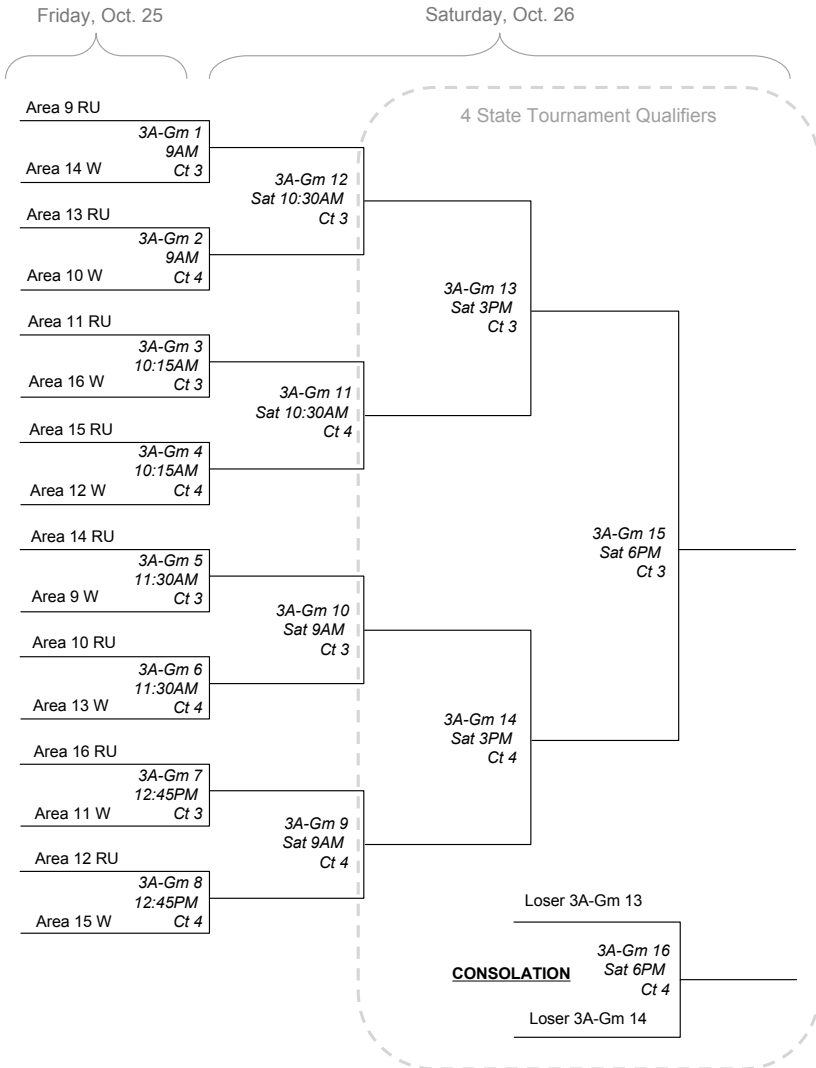 Friday, Oct. 25
Saturday, Oct. 26
4 State Tournament Qualifiers
Area 9 RU
3A-Gm 1
9AM
Area 14 W
Ct 3
3A-Gm 12
Sat 10:30AM
Ct 3
Area 13 RU
3A-Gm 2
9AM
Area 10 W
Ct 4
3A-Gm 13
Sat 3PM
Ct 3
Area 11 RU
3A-Gm 3
10:15AM
Area 16 W
Ct 3
3A-Gm 11
Sat 10:30AM
Ct 4
Area 15 RU
3A-Gm 4
10:15AM
Area 12 W
Ct 4
3A-Gm 15
Sat 6PM
Ct 3
Area 14 RU
3A-Gm 5
11:30AM
Area 9 W
Ct 3
3A-Gm 10
Sat 9AM
Ct 3
Area 10 RU
3A-Gm 6
11:30AM
Area 13 W
Ct 4
3A-Gm 14
Sat 3PM
Ct 4
Area 16 RU
3A-Gm 7
12:45PM
Area 11 W
Ct 3
3A-Gm 9
Sat 9AM
Ct 4
Area 12 RU
3A-Gm 8
12:45PM
Area 15 W
Ct 4
Loser 3A-Gm 13
CONSOLATION
3A-Gm 16
Sat 6PM
Ct 4
Loser 3A-Gm 14